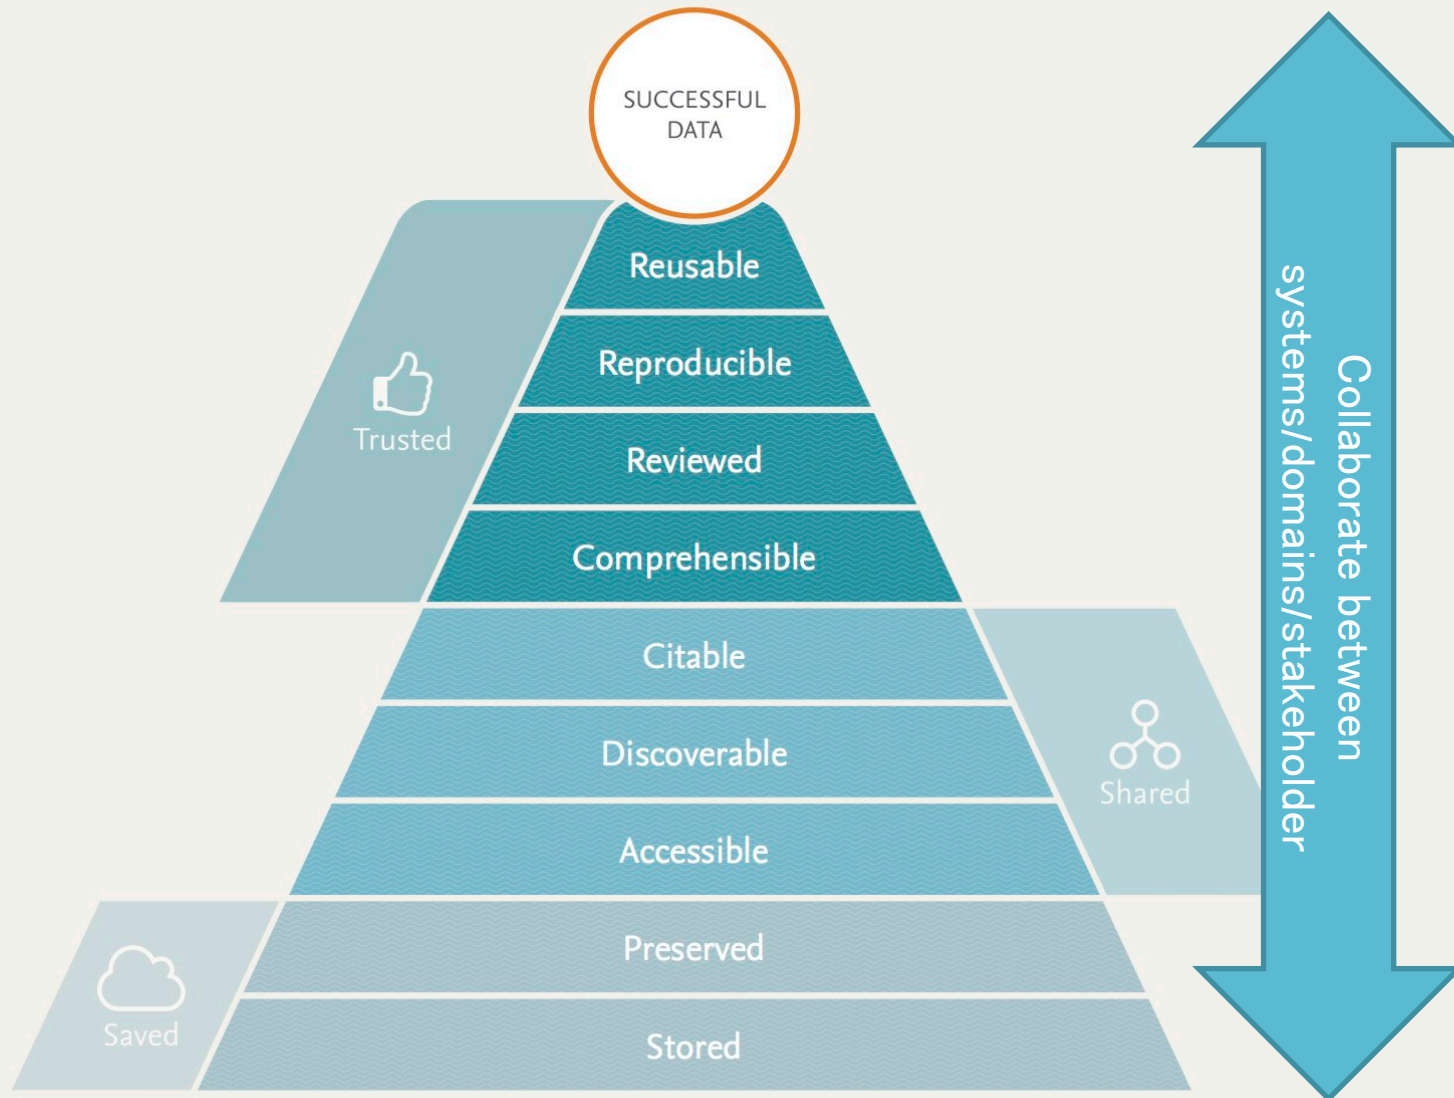 SUCCESSFUL
DATA
Reusable
Reproducible
Trusted
Reviewed
Comprehensible
Citable
Discoverable
Shared
Accessible
Preserved
Saved
Stored
Collaborate between
systems/domains/stakeholder